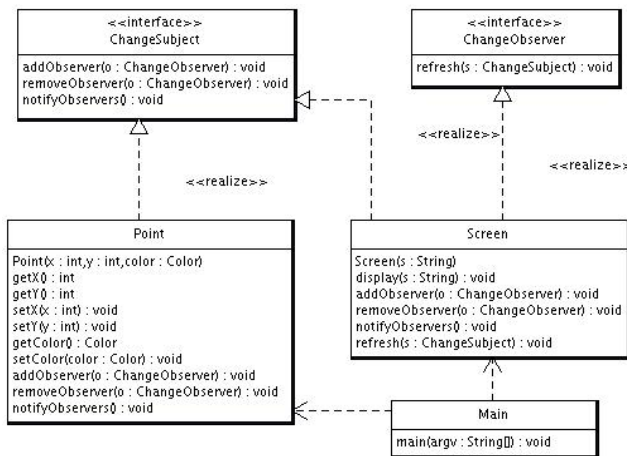 <<interface>>
ChangeSubject
addObserver(o : ChangeObserver) : void
removeObserver(o : ChangeObserver) : void
notifyObservers() : void
<<interface>>
ChangeObserver
refresh(s : ChangeSubject) : void
<<realize>>
<<realize>>
<<realize>>
Point
Point(x : int,y : int,color : Color)
getX() : int
getY() : int
setX(x : int) : void
setY(y : int) : void
getColor() : Color
setColor(color : Color) : void
addObserver(o : ChangeObserver) : void
removeObserver(o : ChangeObserver) : void
notifyObservers() : void
Screen
Screen(s : String)
display(s : String) : void
addObserver(o : ChangeObserver) : void
removeObserver(o : ChangeObserver) : void
notifyObservers() : void
refresh(s : ChangeSubject) : void
Main
main(argv : String[]) : void